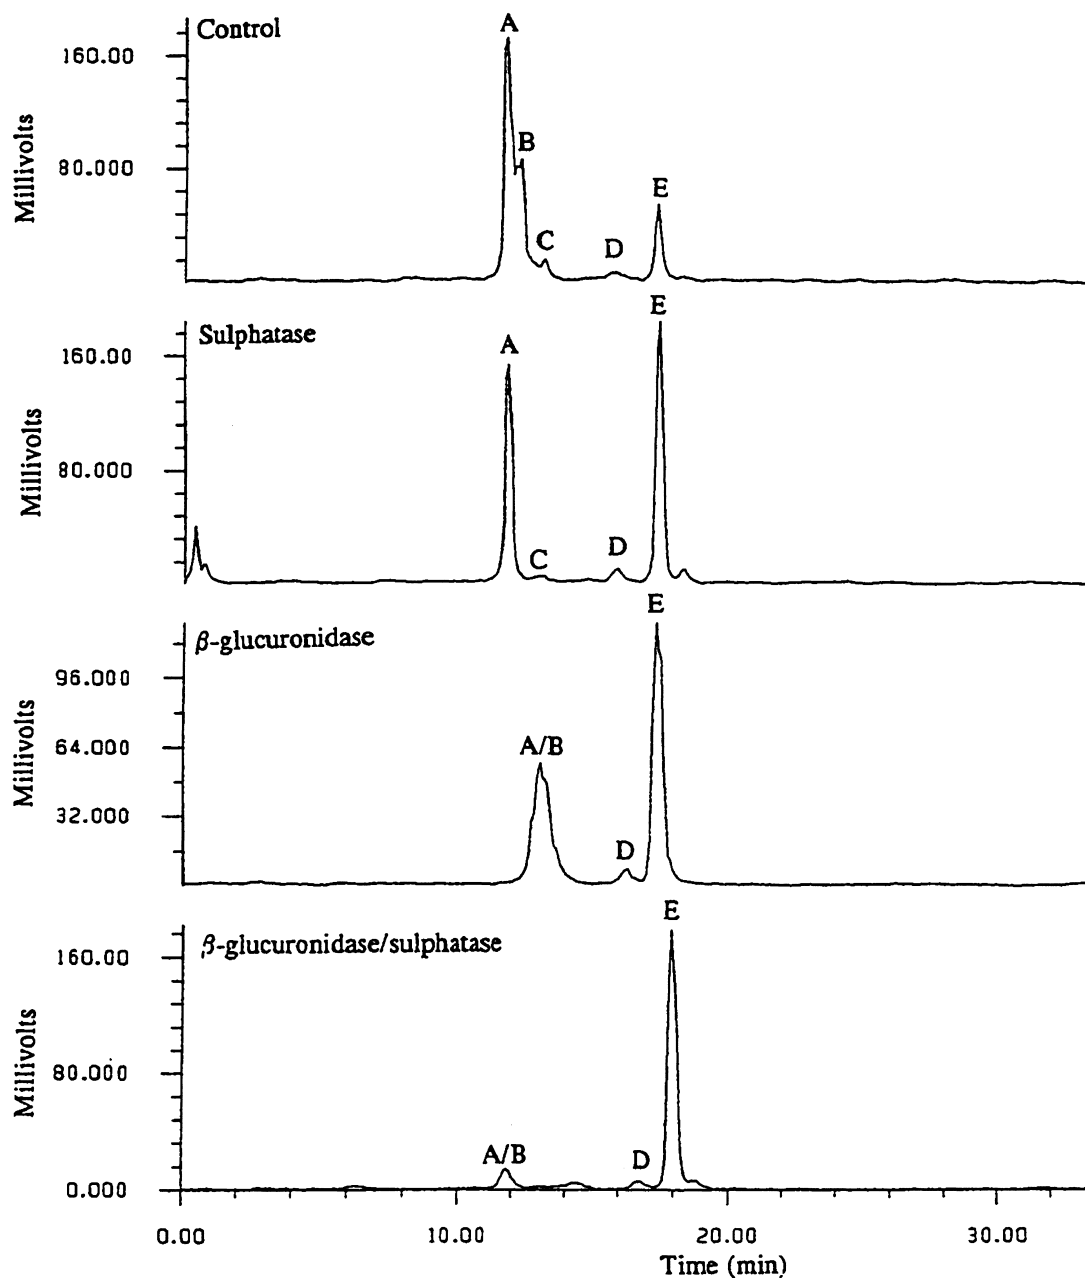 Control
A
160.00
B
80.000
E
C
D
Millivolts
Sulphatase
E
A
160.00
80.000
C
D
Millivolts
β-glucuronidase
E
96.000
A/B
64.000
32.000
D
Millivolts
β-glucuronidase/sulphatase
E
160.00
80.000
A/B
D
0.000
Millivolts
0.00 10.00 20.00 30.00
Time (min)